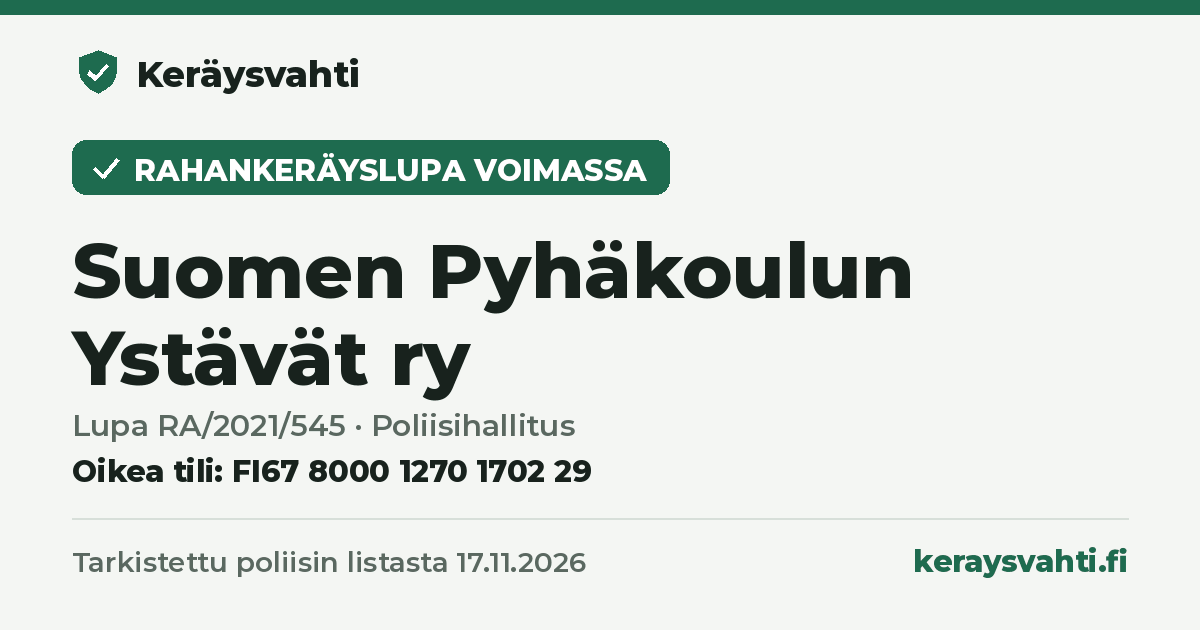 Keräysvahti
RAHANKERÄYSLUPA VOIMASSA
Suomen Pyhäkoulun
Ystävät ry
Lupa RA/2021/545 · Poliisihallitus
Oikea tili: FI67 8000 1270 1702 29
Tarkistettu poliisin listasta 17.11.2026
keraysvahti.fi